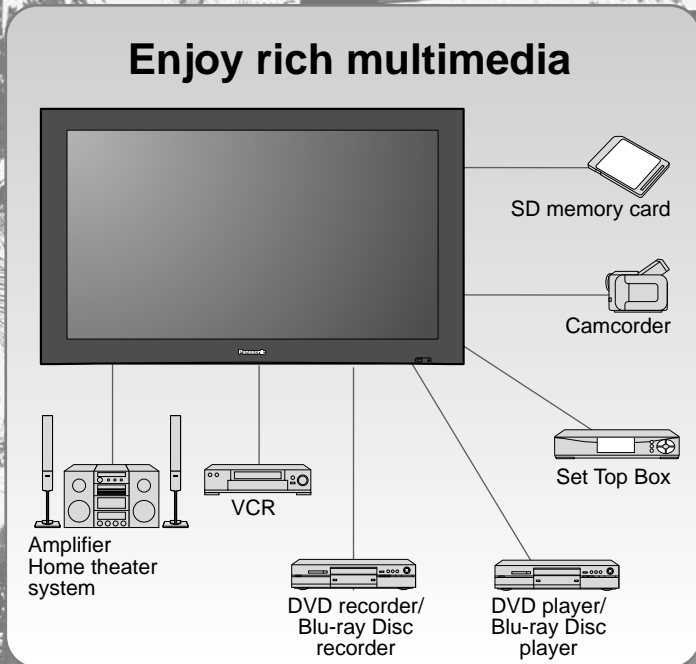 Enjoy rich multimedia
Panasonic
SD memory card
Camcorder
Set Top Box
VCR
Amplifier
Home theater
system
DVD recorder/
Blu-ray Disc
recorder
DVD player/
Blu-ray Disc
player